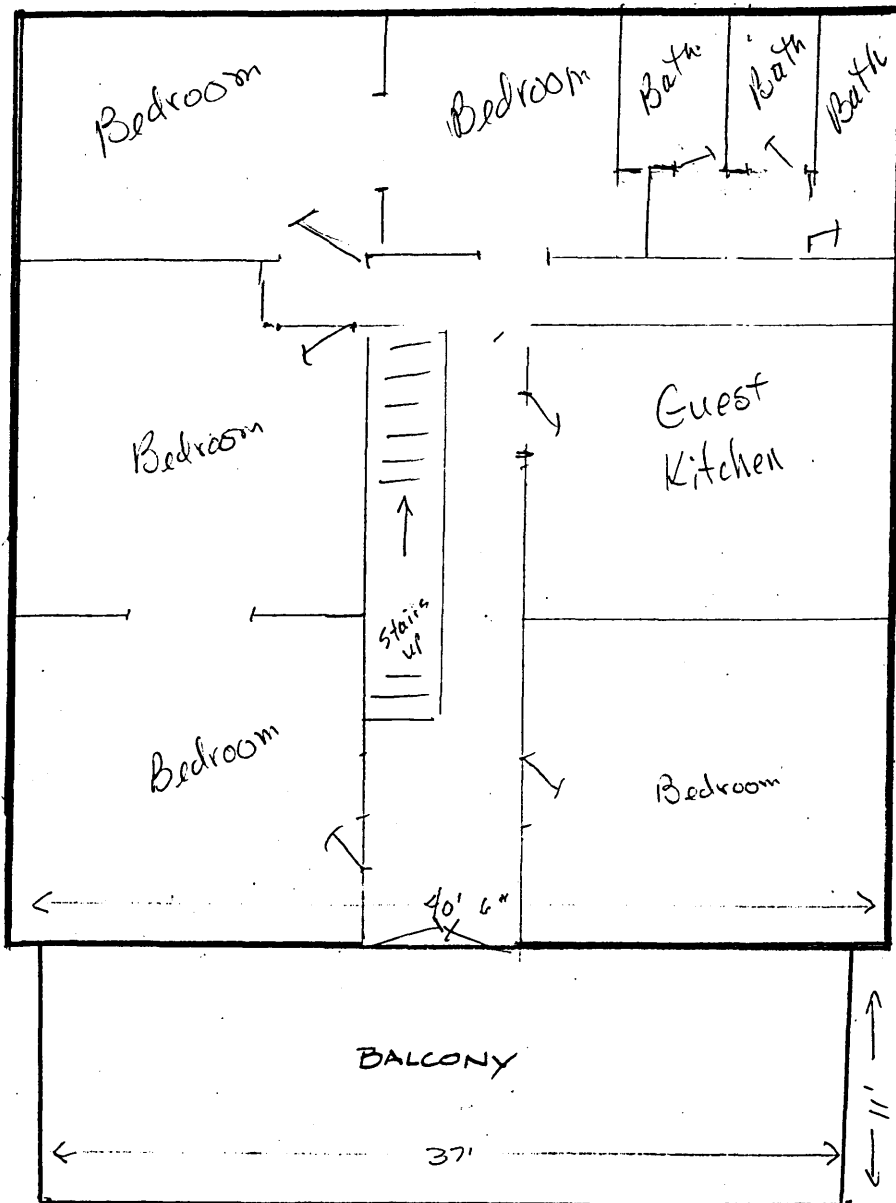 Bedroom
Bedroom
Bath
Bath
Bath
Bedroom
Guest
Kitchen
Stairs
up
Bedroom
Bedroom
40' 6"
BALCONY
37'
11'